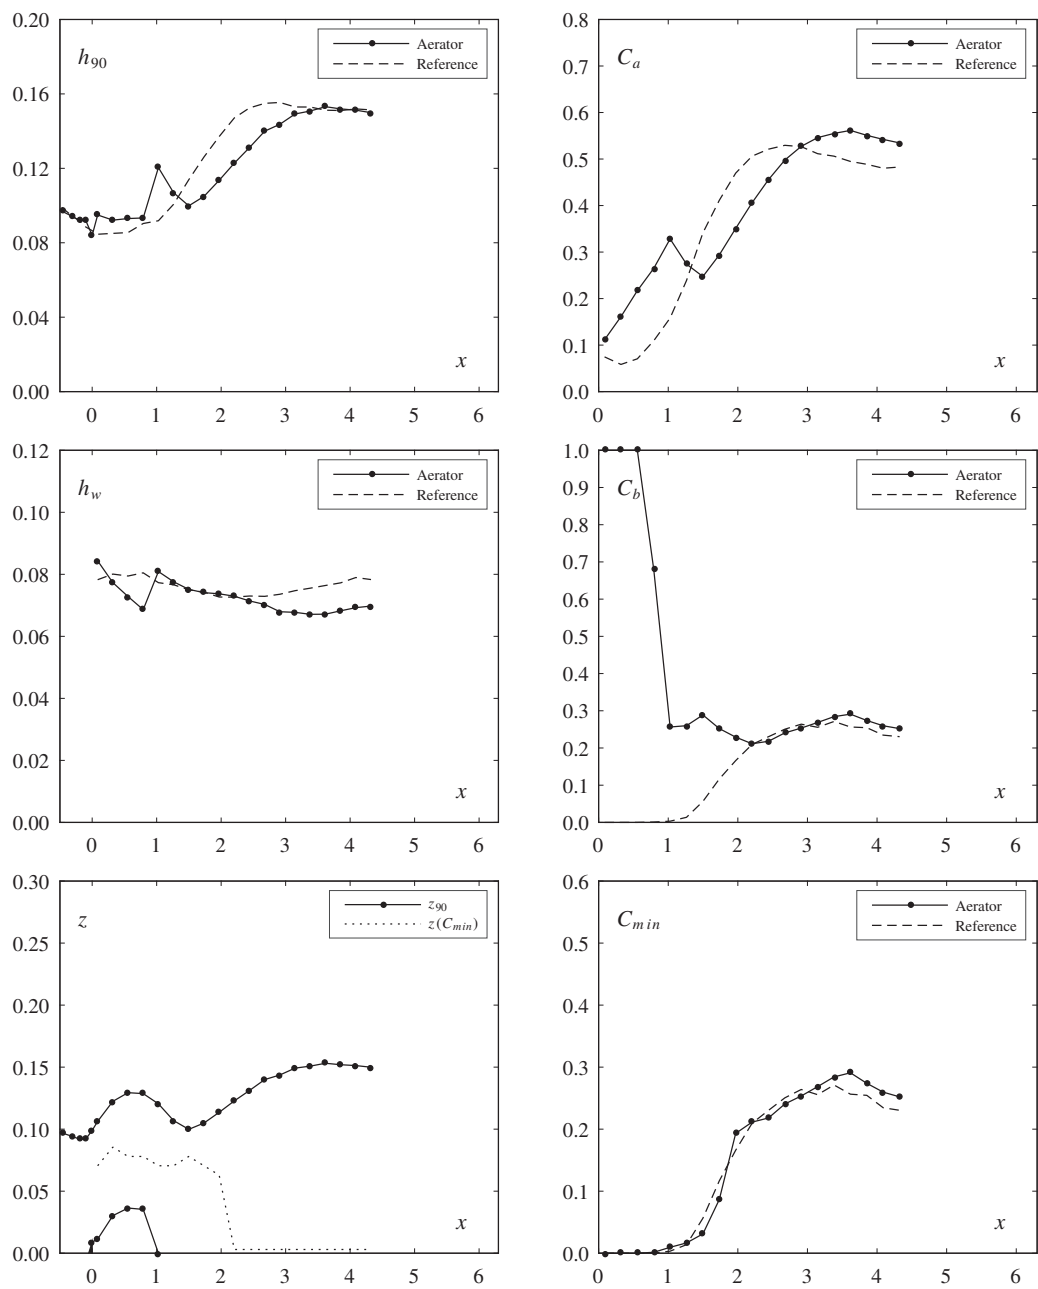 0.20
0.16
0.12
0.08
0.04
0.00
h90
Aerator
Reference
x
0 1 2 3 4 5 6
0.8
0.7
0.6
0.5
0.4
0.3
0.2
0.1
0.0
Ca
Aerator
Reference
x
0 1 2 3 4 5 6
0.12
0.10
0.08
0.06
0.04
0.02
0.00
hw
Aerator
Reference
x
0 1 2 3 4 5 6
1.0
0.9
0.8
0.7
0.6
0.5
0.4
0.3
0.2
0.1
0.0
Cb
Aerator
Reference
x
0 1 2 3 4 5 6
0.30
0.25
0.20
0.15
0.10
0.05
0.00
z
z90
z(Cmin)
x
0 1 2 3 4 5 6
0.6
0.5
0.4
0.3
0.2
0.1
0.0
Cmin
Aerator
Reference
x
0 1 2 3 4 5 6